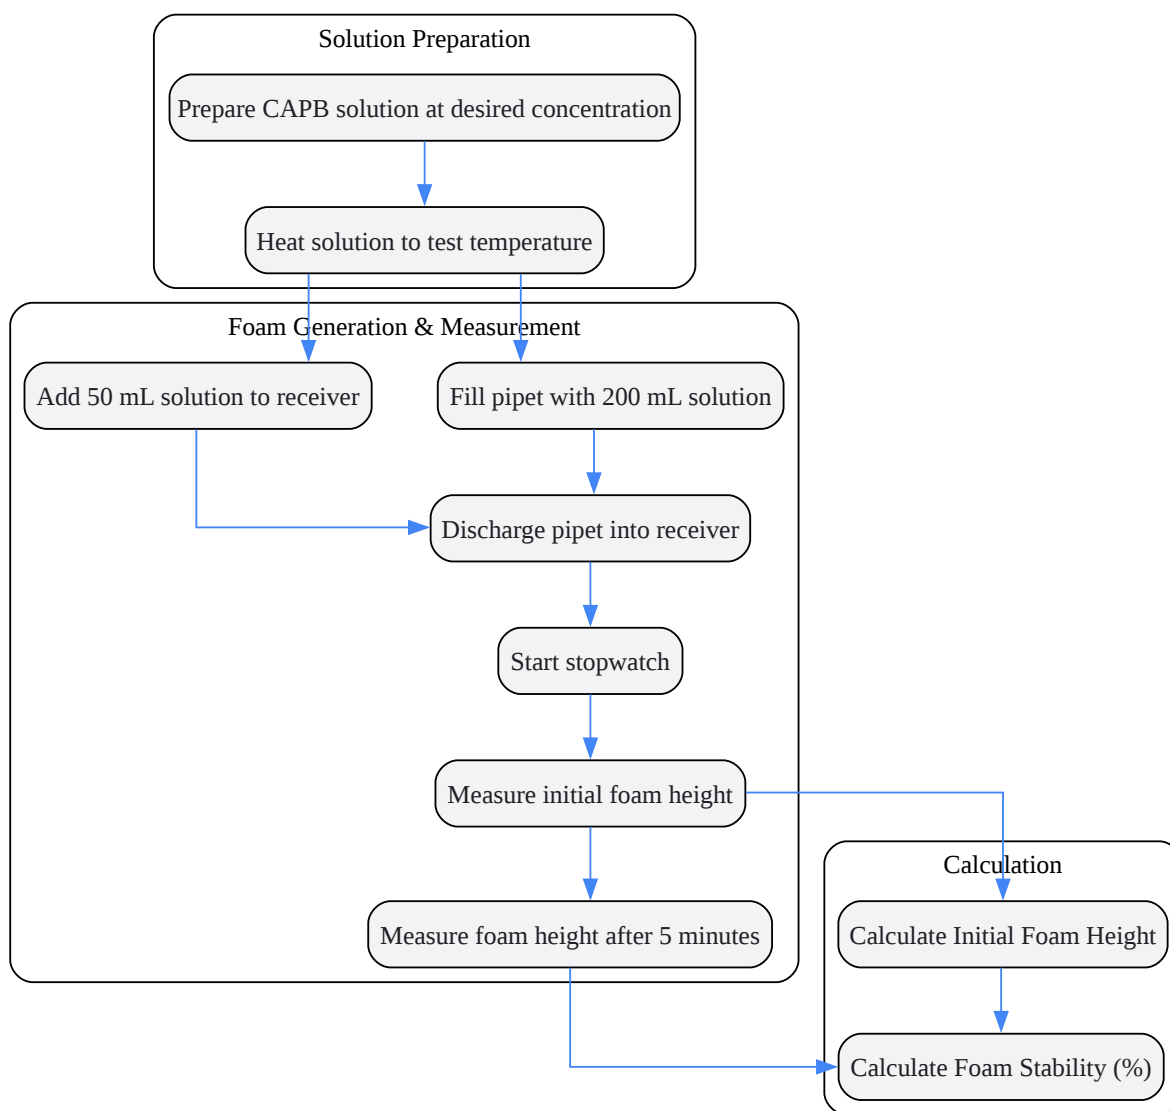 Solution Preparation
Prepare CAPB solution at desired concentration
Heat solution to test temperature
Foam Generation & Measurement
Add 50 mL solution to receiver
Fill pipet with 200 mL solution
Discharge pipet into receiver
Start stopwatch
Measure initial foam height
Measure foam height after 5 minutes
Calculation
Calculate Initial Foam Height
Calculate Foam Stability (%)